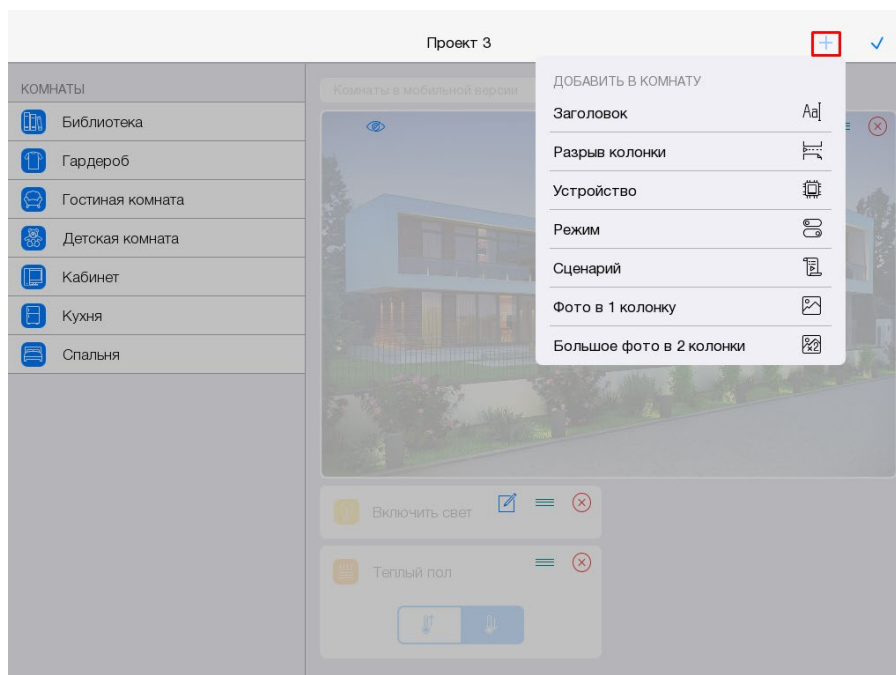 Проект 3
КОМНАТЫ
Библиотека
Гардероб
Гостиная комната
Детская комната
Кабинет
Кухня
Спальня
Комнаты в мобильной версии
ДОБАВИТЬ В КОМНАТУ
Заголовок Aa
Разрыв колонки
Устройство
Режим
Сценарий
Фото в 1 колонку
Большое фото в 2 колонки x2
Включить свет
Теплый пол